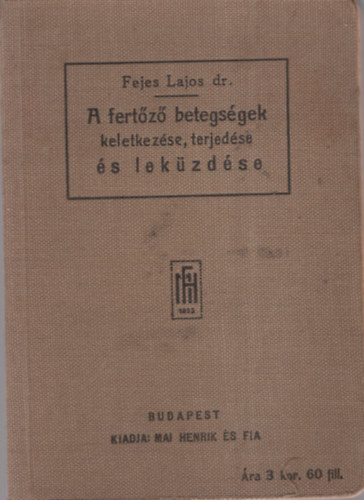 Fejes Lajos dr.
A fertőző betegségek
keletkezése, terjedése
és leküzdése
BUDAPEST
KIADJA: MAI HENRIK ÉS FIA
Ára 3 kor. 60 fill.